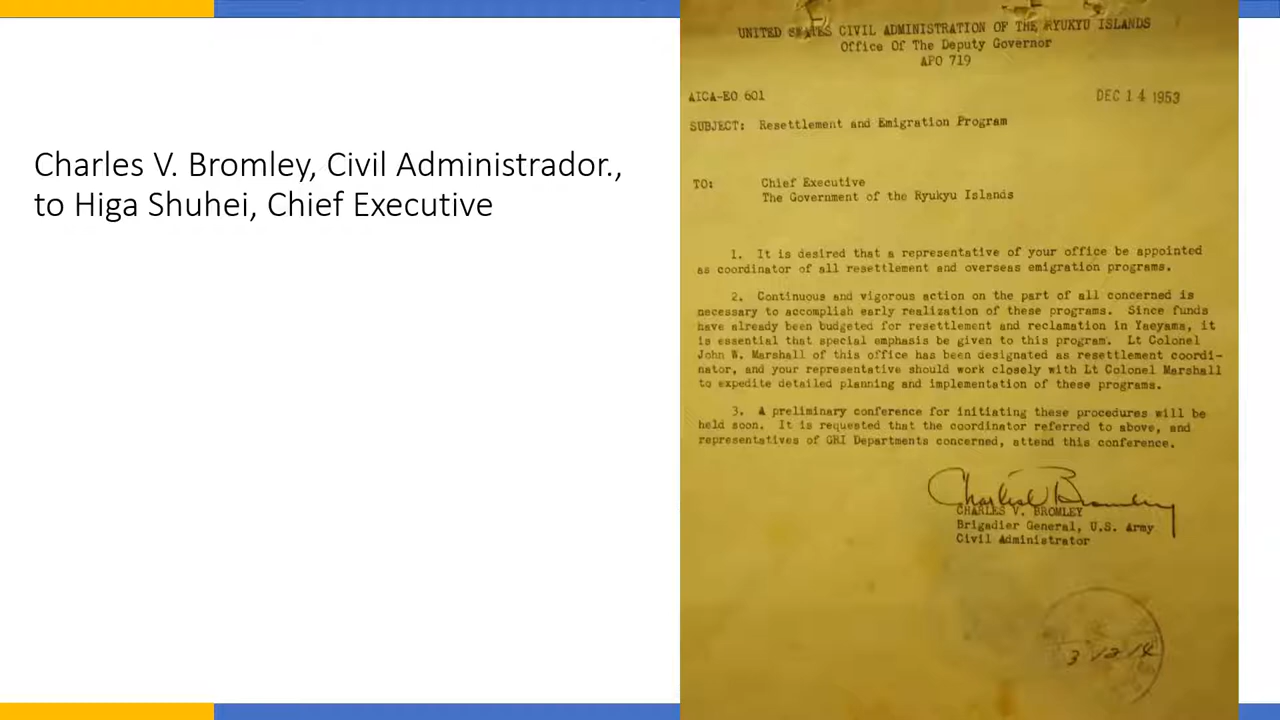 Charles V. Bromley, Civil Administrador.,
to Higa Shuhei, Chief Executive
UNITED STATES CIVIL ADMINISTRATION OF THE RYUKYU ISLANDS
Office Of The Deputy Governor
APO 719
AICA-EO 601
DEC 14 1953
SUBJECT: Resettlement and Emigration Program
TO: Chief Executive
The Government of the Ryukyu Islands
1. It is desired that a representative of your office be appointed
as coordinator of all resettlement and overseas emigration programs.
2. Continuous and vigorous action on the part of all concerned is
necessary to accomplish early realization of these programs. Since funds
have already been budgeted for resettlement and reclamation in Yaeyama, it
is essential that special emphasis be given to this program. Lt Colonel
John W. Marshall of this office has been designated as resettlement coordi-
nator, and your representative should work closely with Lt Colonel Marshall
to expedite detailed planning and implementation of these programs.
3. A preliminary conference for initiating these procedures will be
held soon. It is requested that the coordinator referred to above, and
representatives of GRI Departments concerned, attend this conference.
Charles V Bromley
CHARLES V. BROMLEY
Brigadier General, U.S. Army
Civil Administrator